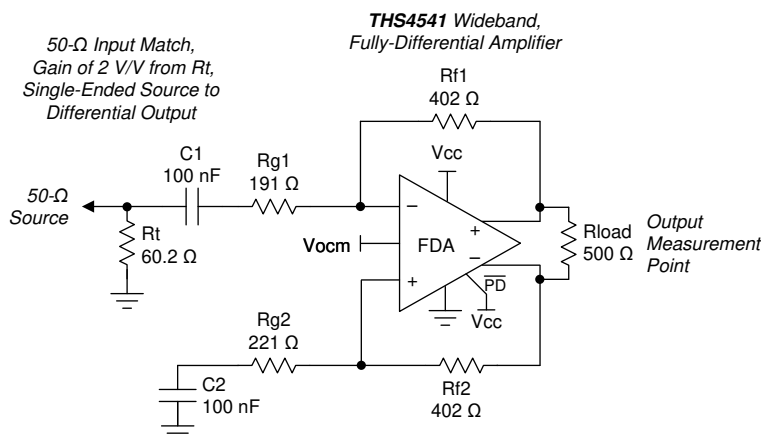 THS4541 Wideband,
Fully-Differential Amplifier
50-Ω Input Match,
Gain of 2 V/V from Rt,
Single-Ended Source to
Differential Output
Rf1
402 Ω
C1
100 nF
Rg1
191 Ω
Vcc
50-Ω
Source
Rt
60.2 Ω
−
Vocm
FDA
+
−
+
PD
Vcc
Rload
500 Ω
Output
Measurement
Point
Rg2
221 Ω
C2
100 nF
Rf2
402 Ω